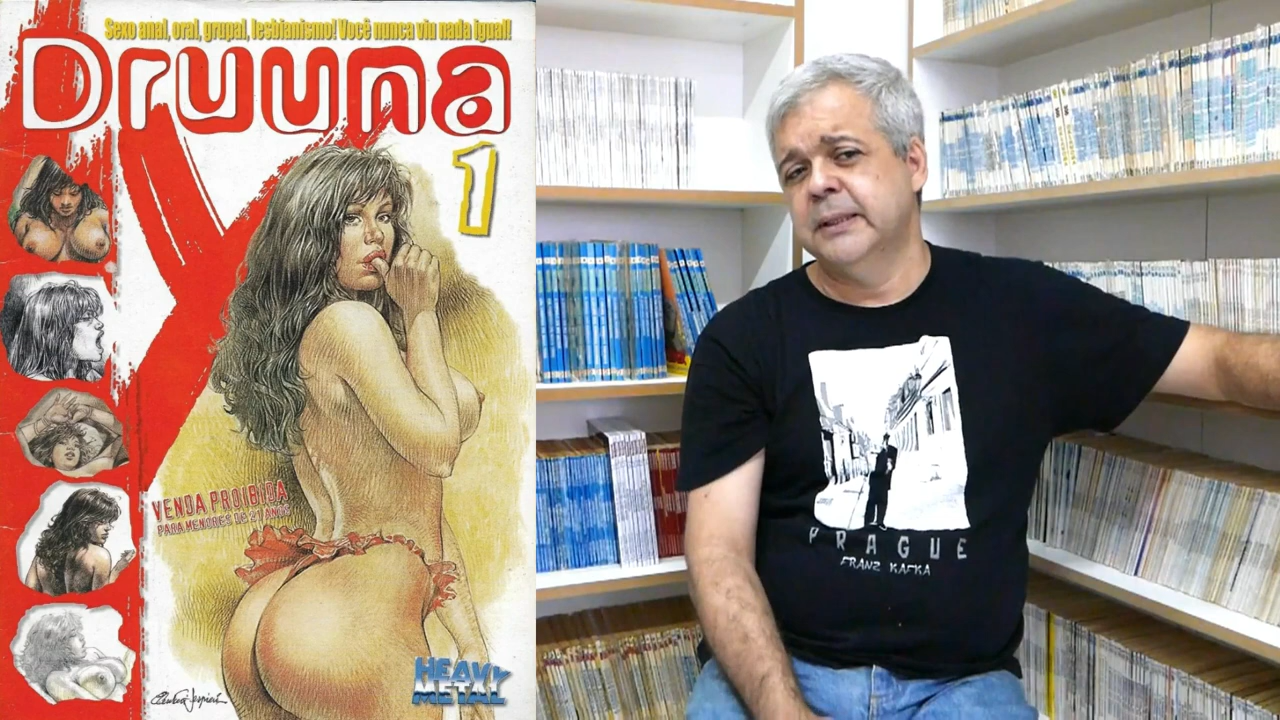 Sexo anal, oral, grupal, lesbianismo! Você nunca viu nada igual!
Druuna
1
VENDA PROIBIDA
PARA MENORES DE 21 ANOS
HEAVY
METAL
PRAGUE
FRANZ KAFKA